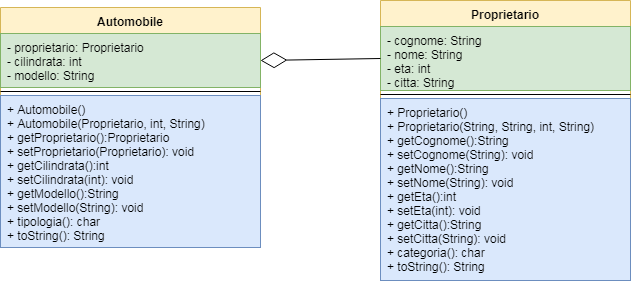 Automobile
- proprietario: Proprietario
- cilindrata: int
- modello: String
+ Automobile()
+ Automobile(Proprietario, int, String)
+ getProprietario():Proprietario
+ setProprietario(Proprietario): void
+ getCilindrata():int
+ setCilindrata(int): void
+ getModello():String
+ setModello(String): void
+ tipologia(): char
+ toString(): String
Proprietario
- cognome: String
- nome: String
- eta: int
- citta: String
+ Proprietario()
+ Proprietario(String, String, int, String)
+ getCognome():String
+ setCognome(String): void
+ getNome():String
+ setNome(String): void
+ getEta():int
+ setEta(int): void
+ getCitta():String
+ setCitta(String): void
+ categoria(): char
+ toString(): String